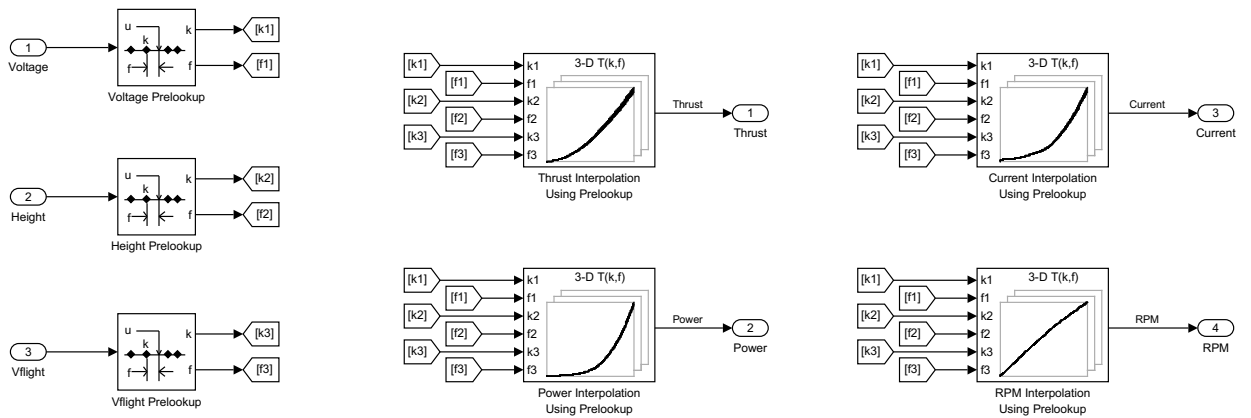 1
Voltage
u
k
f
k
f
Voltage Prelookup
[k1]
[f1]
2
Height
u
k
f
k
f
Height Prelookup
[k2]
[f2]
3
Vflight
u
k
f
k
f
Vflight Prelookup
[k3]
[f3]
[k1]
[f1]
[k2]
[f2]
[k3]
[f3]
k1
f1
k2
f2
k3
f3
3-D T(k,f)
Thrust Interpolation
Using Prelookup
Thrust
1
Thrust
[k1]
[f1]
[k2]
[f2]
[k3]
[f3]
k1
f1
k2
f2
k3
f3
3-D T(k,f)
Power Interpolation
Using Prelookup
Power
2
Power
[k1]
[f1]
[k2]
[f2]
[k3]
[f3]
k1
f1
k2
f2
k3
f3
3-D T(k,f)
Current Interpolation
Using Prelookup
Current
3
Current
[k1]
[f1]
[k2]
[f2]
[k3]
[f3]
k1
f1
k2
f2
k3
f3
3-D T(k,f)
RPM Interpolation
Using Prelookup
RPM
4
RPM